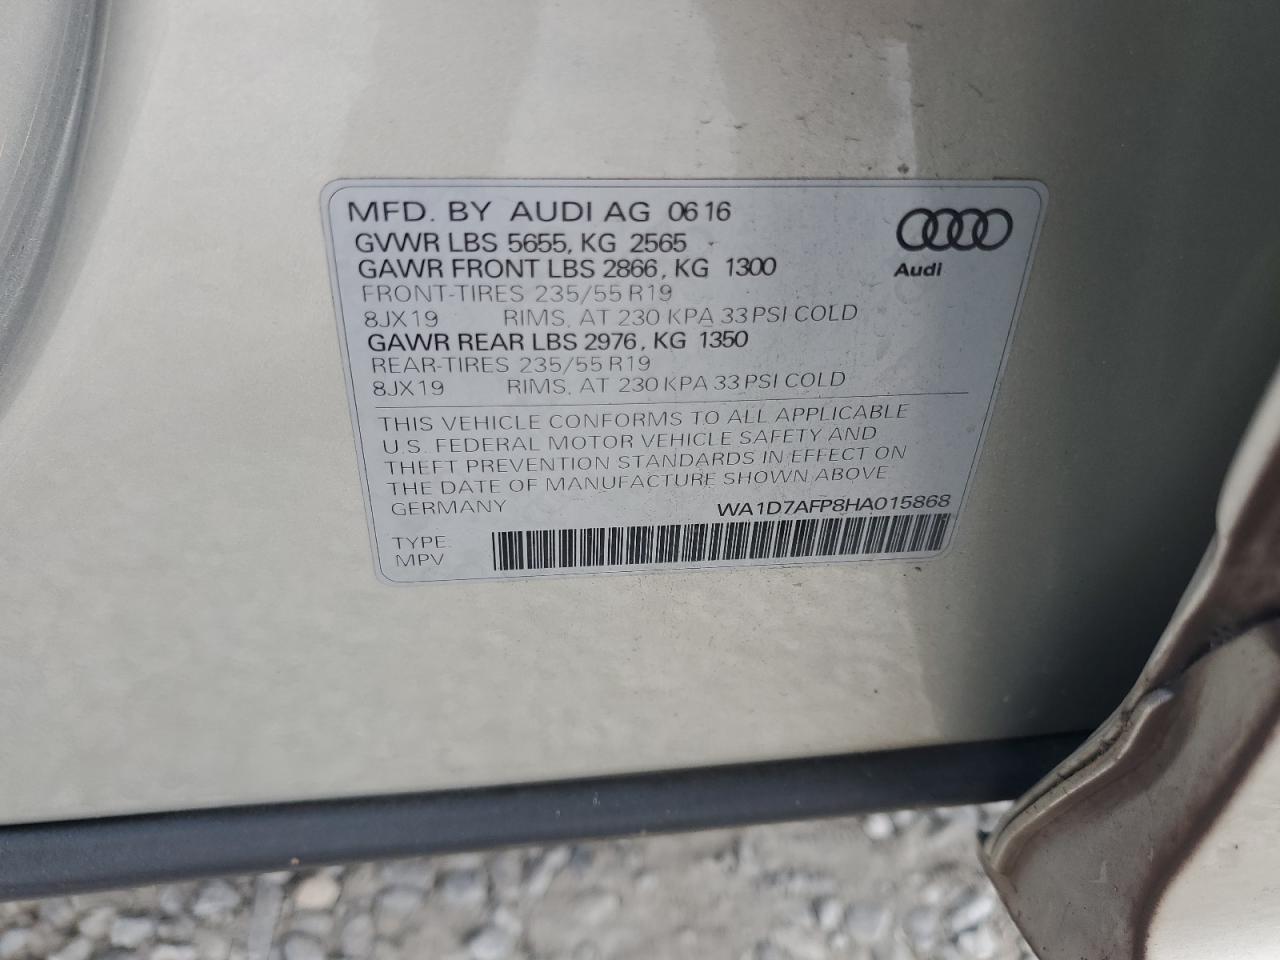 MFD. BY AUDI AG 06 16
GVWR LBS 5655, KG 2565
GAWR FRONT LBS 2866, KG 1300
Audi
FRONT-TIRES 235/55 R19
8JX19 RIMS, AT 230 KPA 33 PSI COLD
GAWR REAR LBS 2976, KG 1350
REAR-TIRES 235/55 R19
8JX19 RIMS, AT 230 KPA 33 PSI COLD
THIS VEHICLE CONFORMS TO ALL APPLICABLE
U.S. FEDERAL MOTOR VEHICLE SAFETY AND
THEFT PREVENTION STANDARDS IN EFFECT ON
THE DATE OF MANUFACTURE SHOWN ABOVE
GERMANY WA1D7AFP8HA015868
TYPE:
MPV